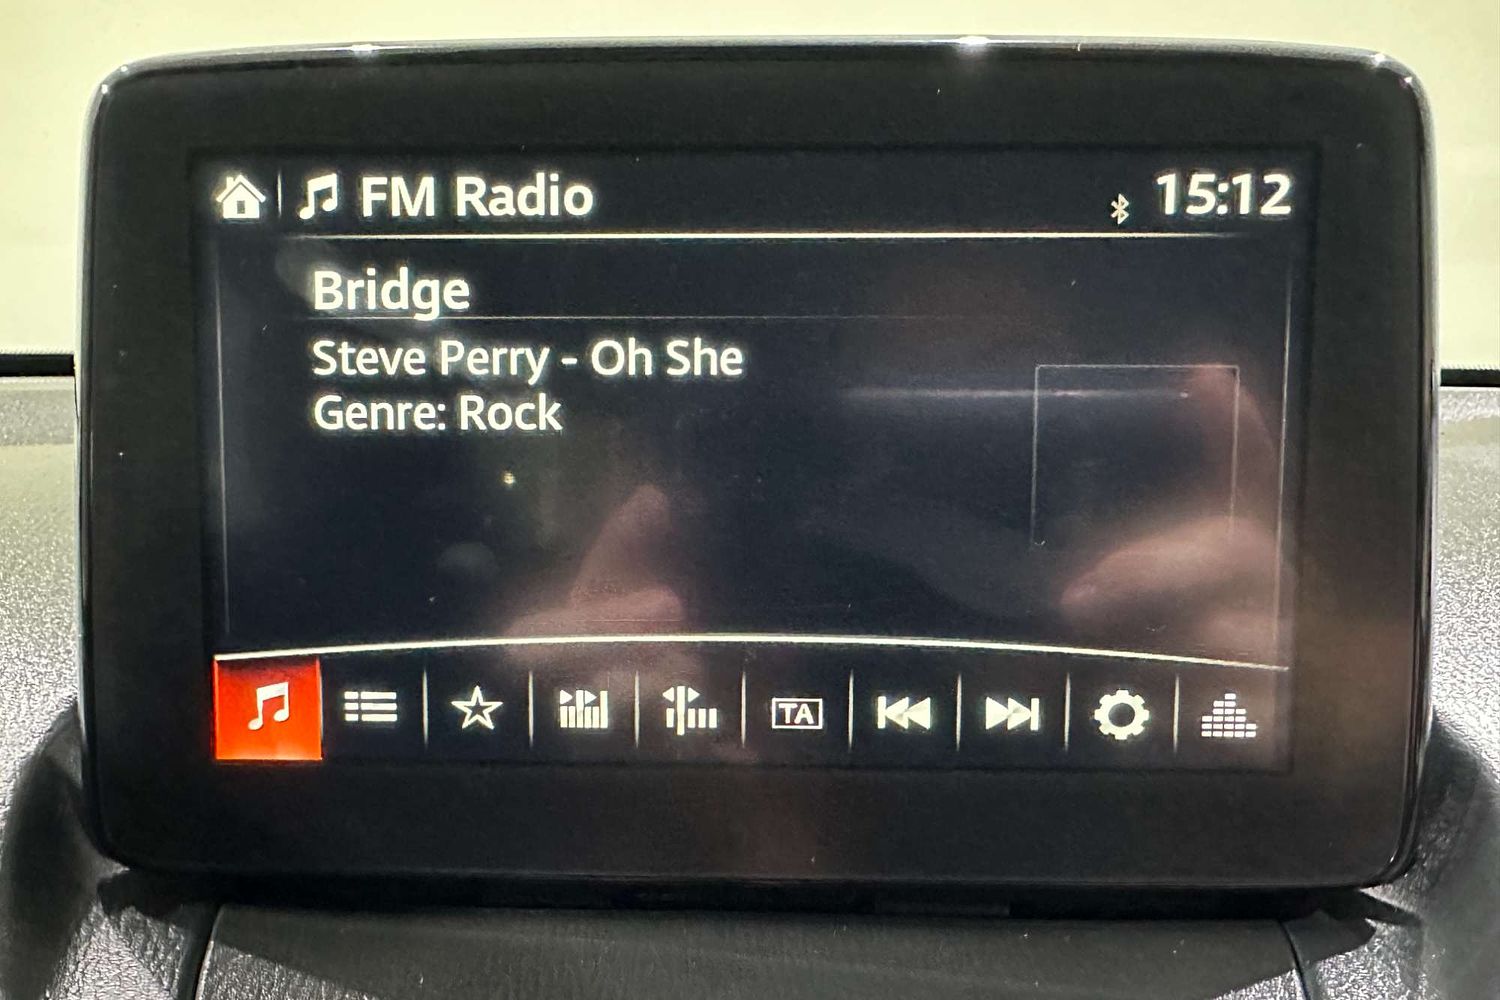 FM Radio
15:12
Bridge
Steve Perry - Oh She
Genre: Rock
TA